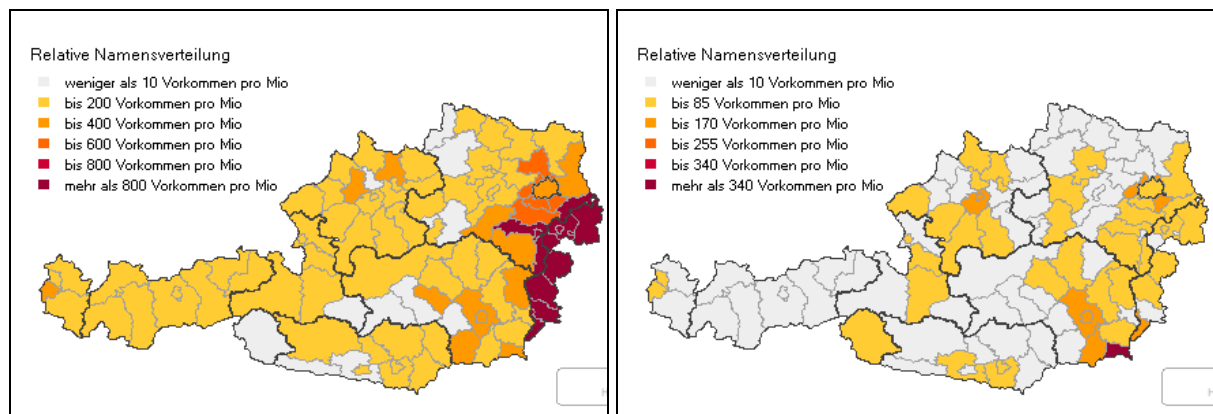 Relative Namensverteilung
weniger als 10 Vorkommen pro Mio
bis 200 Vorkommen pro Mio
bis 400 Vorkommen pro Mio
bis 600 Vorkommen pro Mio
bis 800 Vorkommen pro Mio
mehr als 800 Vorkommen pro Mio
Relative Namensverteilung
weniger als 10 Vorkommen pro Mio
bis 85 Vorkommen pro Mio
bis 170 Vorkommen pro Mio
bis 255 Vorkommen pro Mio
bis 340 Vorkommen pro Mio
mehr als 340 Vorkommen pro Mio